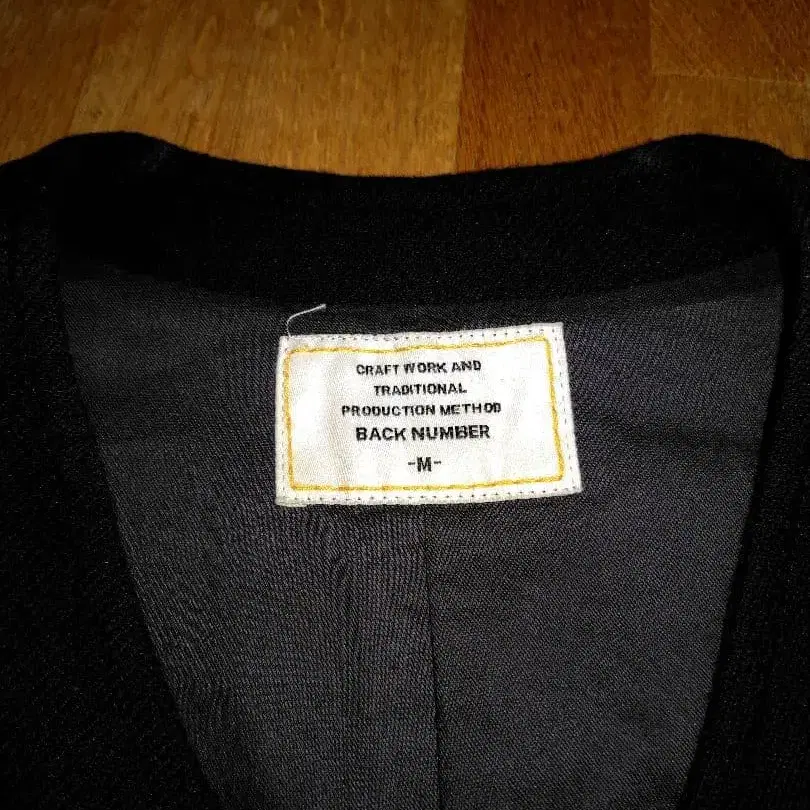 CRAFT WORK AND
TRADITIONAL
PRODUCTION METHOD
BACK NUMBER
-M-